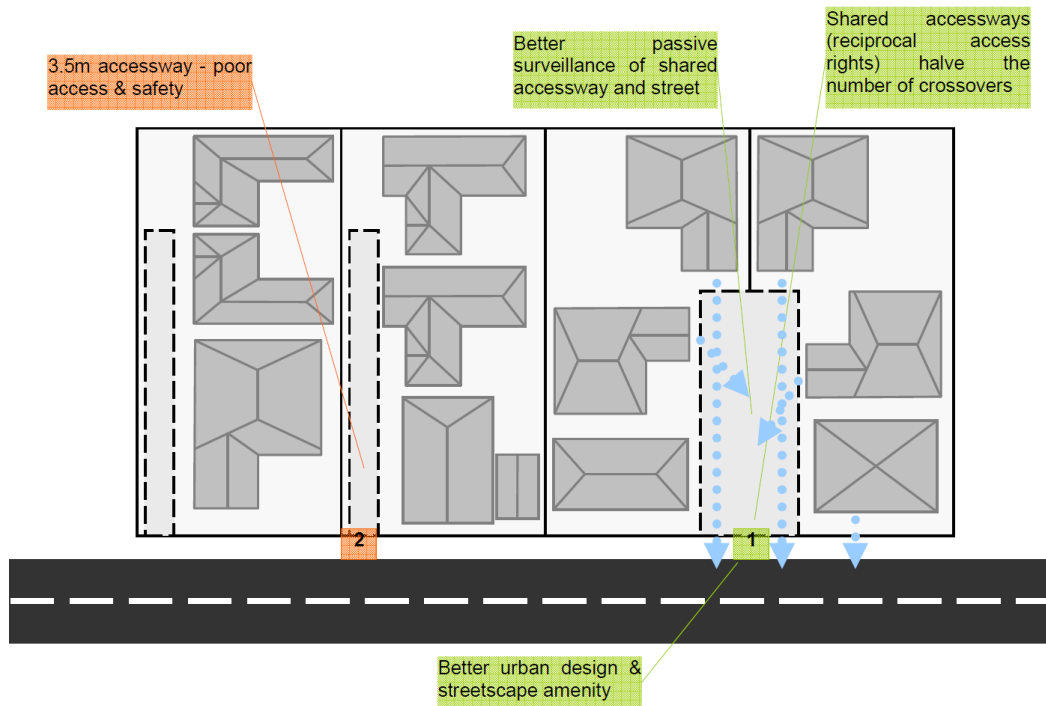 Shared accessways
(reciprocal access
rights) halve the
number of crossovers
Better passive
surveillance of shared
accessway and street
3.5m accessway - poor
access & safety
2
1
Better urban design &
streetscape amenity